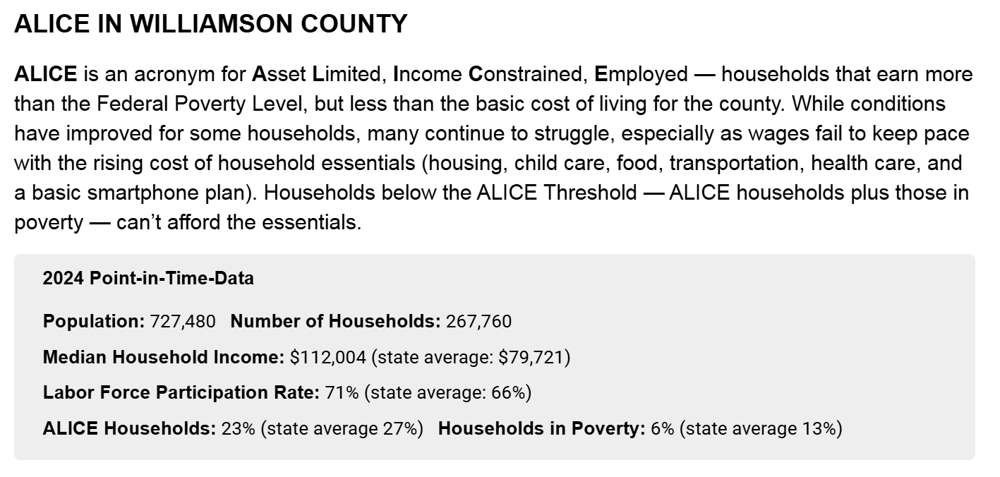 ALICE IN WILLIAMSON COUNTY
ALICE is an acronym for Asset Limited, Income Constrained, Employed — households that earn more
than the Federal Poverty Level, but less than the basic cost of living for the county. While conditions
have improved for some households, many continue to struggle, especially as wages fail to keep pace
with the rising cost of household essentials (housing, child care, food, transportation, health care, and
a basic smartphone plan). Households below the ALICE Threshold — ALICE households plus those in
poverty — can’t afford the essentials.
2024 Point-in-Time-Data
Population: 727,480 Number of Households: 267,760
Median Household Income: $112,004 (state average: $79,721)
Labor Force Participation Rate: 71% (state average: 66%)
ALICE Households: 23% (state average 27%) Households in Poverty: 6% (state average 13%)